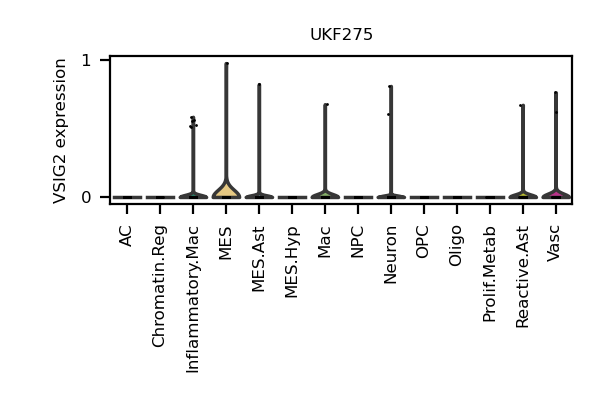 UKF275
VSIG2 expression
1
0
AC
Chromatin.Reg
Inflammatory.Mac
MES
MES.Ast
MES.Hyp
Mac
NPC
Neuron
OPC
Oligo
Prolif.Metab
Reactive.Ast
Vasc